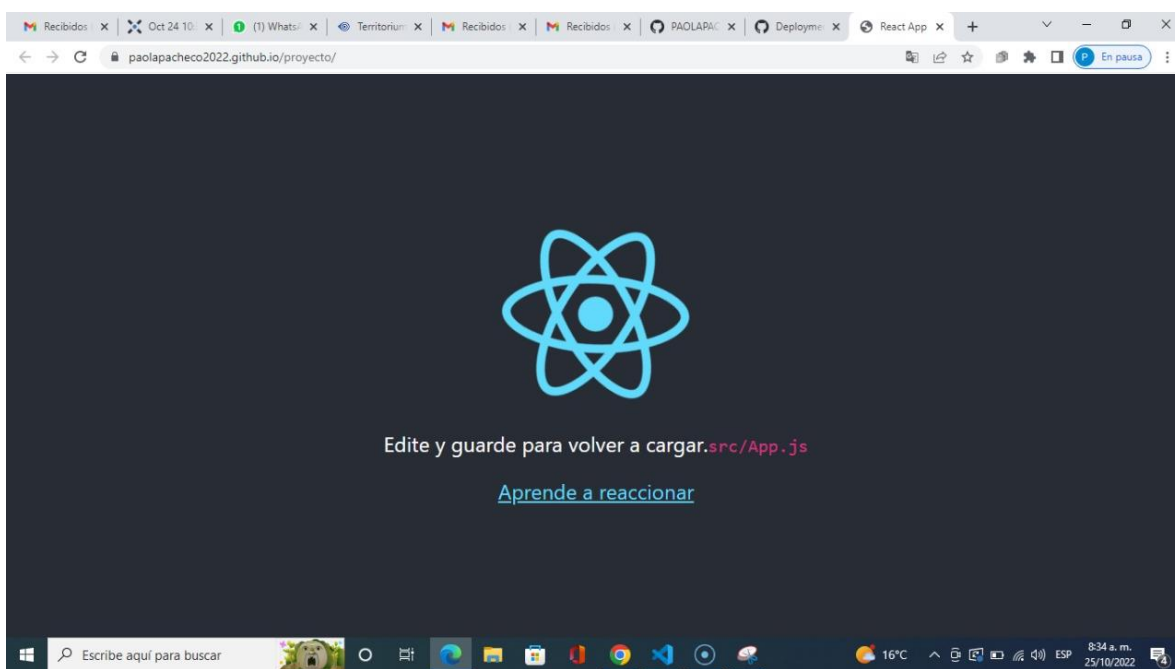 Recibidos
Oct 24 10:
(1) WhatsA
Territorium
Recibidos
Recibidos
PAOLAPAC
Deployme
React App
paolapacheco2022.github.io/proyecto/
P En pausa
Edite y guarde para volver a cargar.src/App.js
Aprende a reaccionar
Escribe aquí para buscar
16°C
ESP
8:34 a. m.
25/10/2022